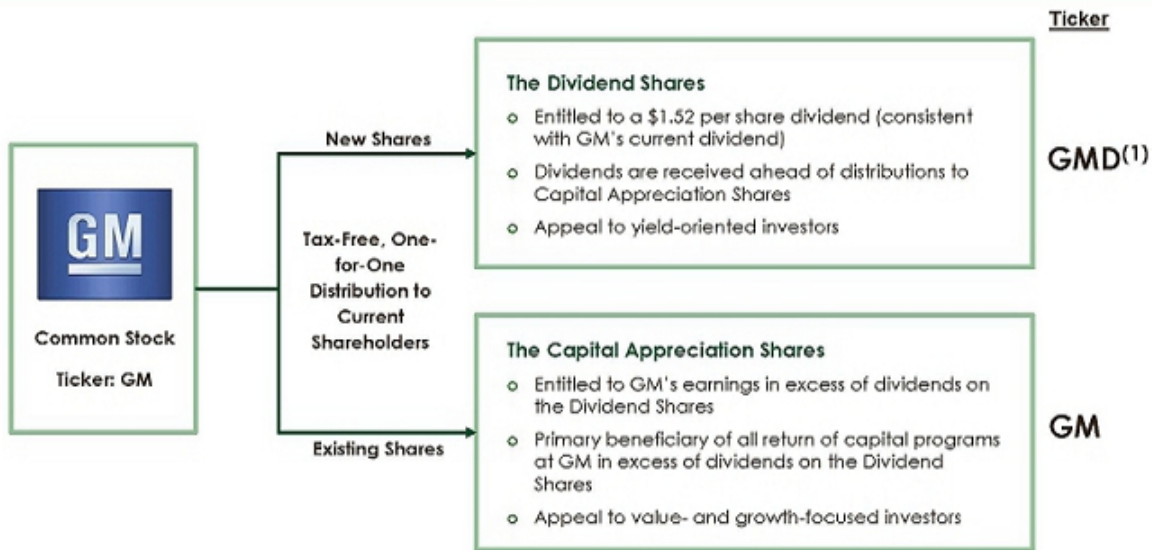 Ticker
The Dividend Shares
Entitled to a $1.52 per share dividend (consistent
with GM's current dividend)
Dividends are received ahead of distributions to
Capital Appreciation Shares
Appeal to yield-oriented investors
GMD(1)
New Shares
GM
Common Stock
Ticker: GM
Tax-Free, One-
for-One
Distribution to
Current
Shareholders
Existing Shares
The Capital Appreciation Shares
Entitled to GM's earnings in excess of dividends on
the Dividend Shares
Primary beneficiary of all return of capital programs
at GM in excess of dividends on the Dividend
Shares
Appeal to value- and growth-focused investors
GM